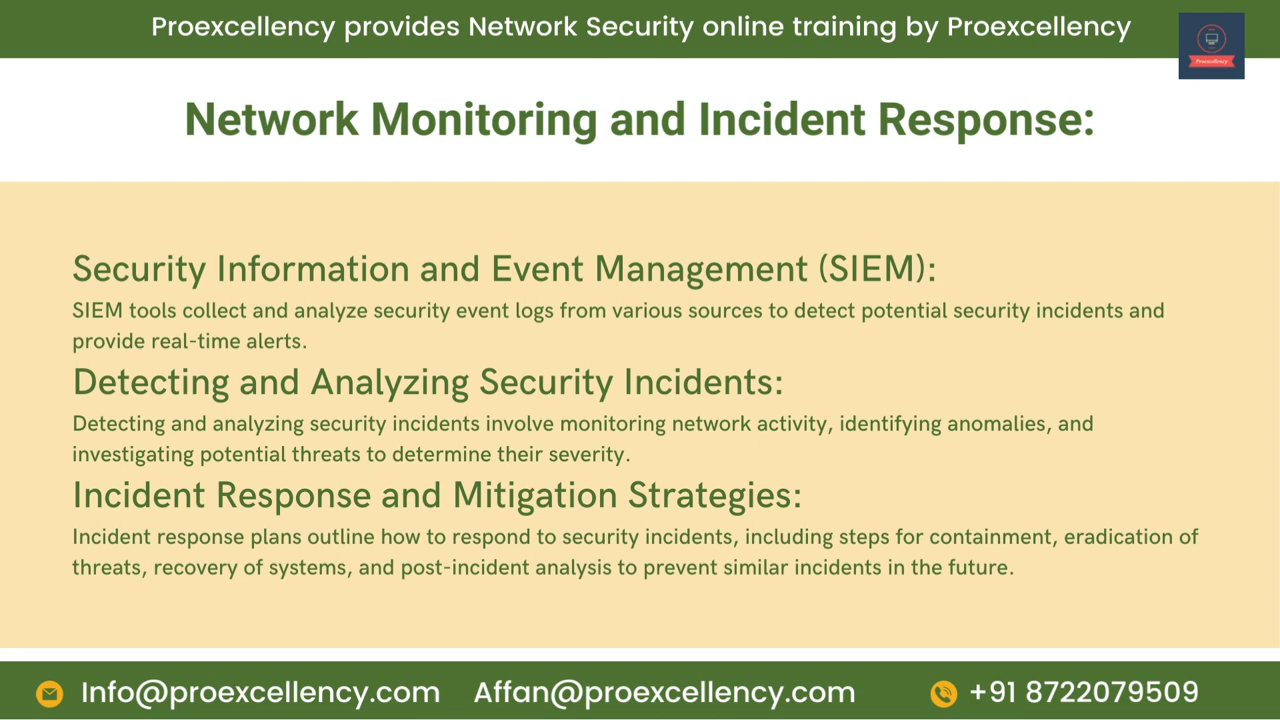 Proexcellency provides Network Security online training by Proexcellency
Proexcellency
Network Monitoring and Incident Response:
Security Information and Event Management (SIEM):
SIEM tools collect and analyze security event logs from various sources to detect potential security incidents and
provide real-time alerts.
Detecting and Analyzing Security Incidents:
Detecting and analyzing security incidents involve monitoring network activity, identifying anomalies, and
investigating potential threats to determine their severity.
Incident Response and Mitigation Strategies:
Incident response plans outline how to respond to security incidents, including steps for containment, eradication of
threats, recovery of systems, and post-incident analysis to prevent similar incidents in the future.
Info@proexcellency.com Affan@proexcellency.com +91 8722079509